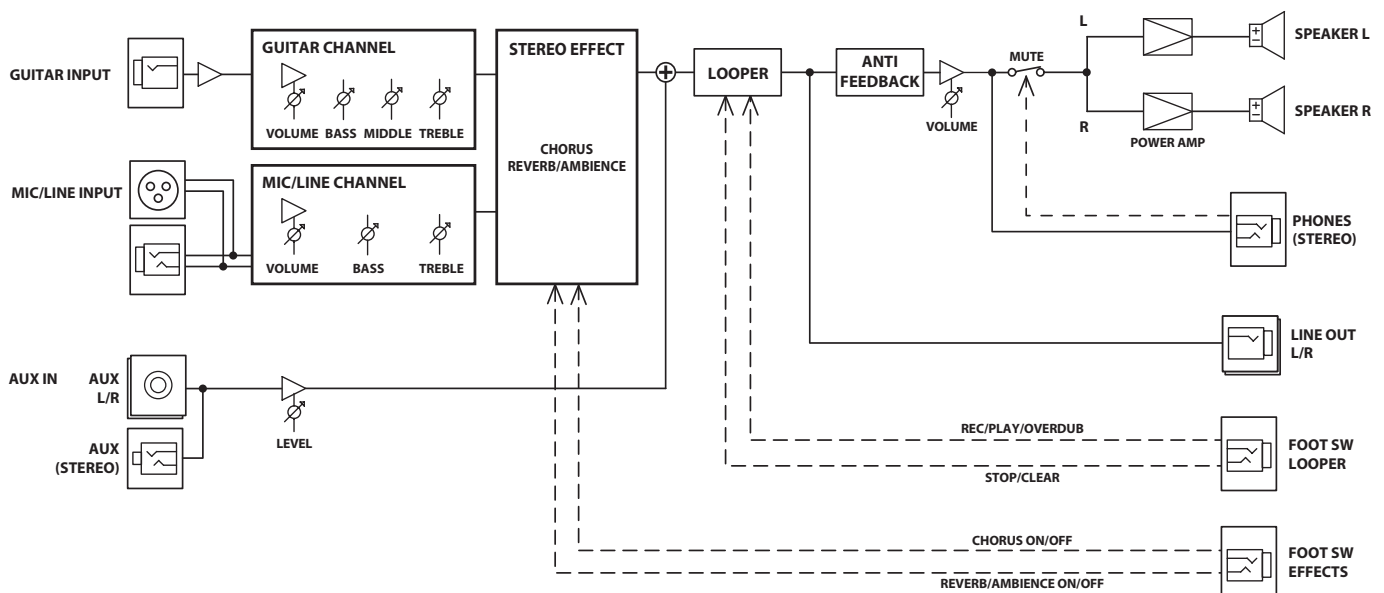 GUITAR INPUT
GUITAR CHANNEL
VOLUME
BASS
MIDDLE
TREBLE
MIC/LINE INPUT
MIC/LINE CHANNEL
VOLUME
BASS
TREBLE
STEREO EFFECT
CHORUS
REVERB/AMBIENCE
AUX IN
AUX
L/R
AUX
(STEREO)
LEVEL
LOOPER
ANTI
FEEDBACK
VOLUME
MUTE
L
R
POWER AMP
SPEAKER L
SPEAKER R
PHONES
(STEREO)
LINE OUT
L/R
REC/PLAY/OVERDUB
STOP/CLEAR
FOOT SW
LOOPER
CHORUS ON/OFF
REVERB/AMBIENCE ON/OFF
FOOT SW
EFFECTS